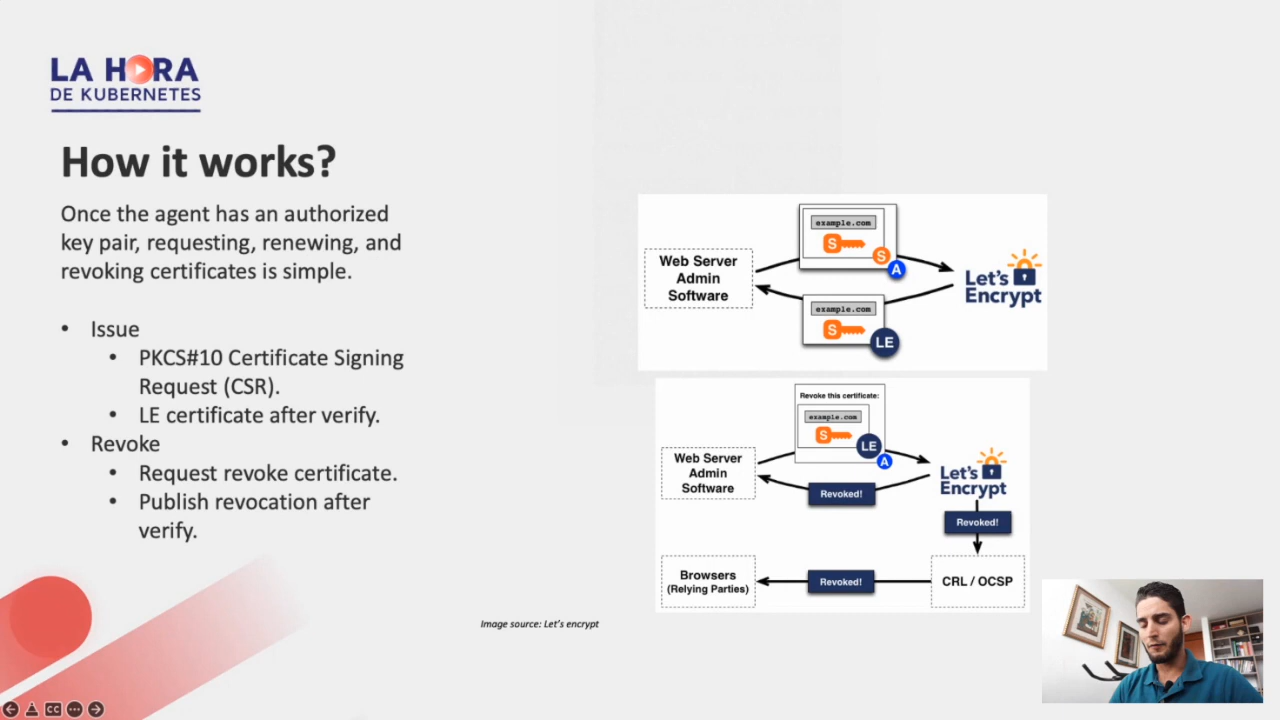 LA HORA
DE KUBERNETES
How it works?
Once the agent has an authorized
key pair, requesting, renewing, and
revoking certificates is simple.
• Issue
• PKCS#10 Certificate Signing
Request (CSR).
• LE certificate after verify.
• Revoke
• Request revoke certificate.
• Publish revocation after
verify.
example.com
S
S
A
Web Server
Admin
Software
Let's
Encrypt
example.com
S
LE
Revoke this certificate:
example.com
S
LE
A
Web Server
Admin
Software
Let's
Encrypt
Revoked!
Revoked!
Browsers
(Relying Parties)
Revoked!
CRL / OCSP
Image source: Let's encrypt
CC